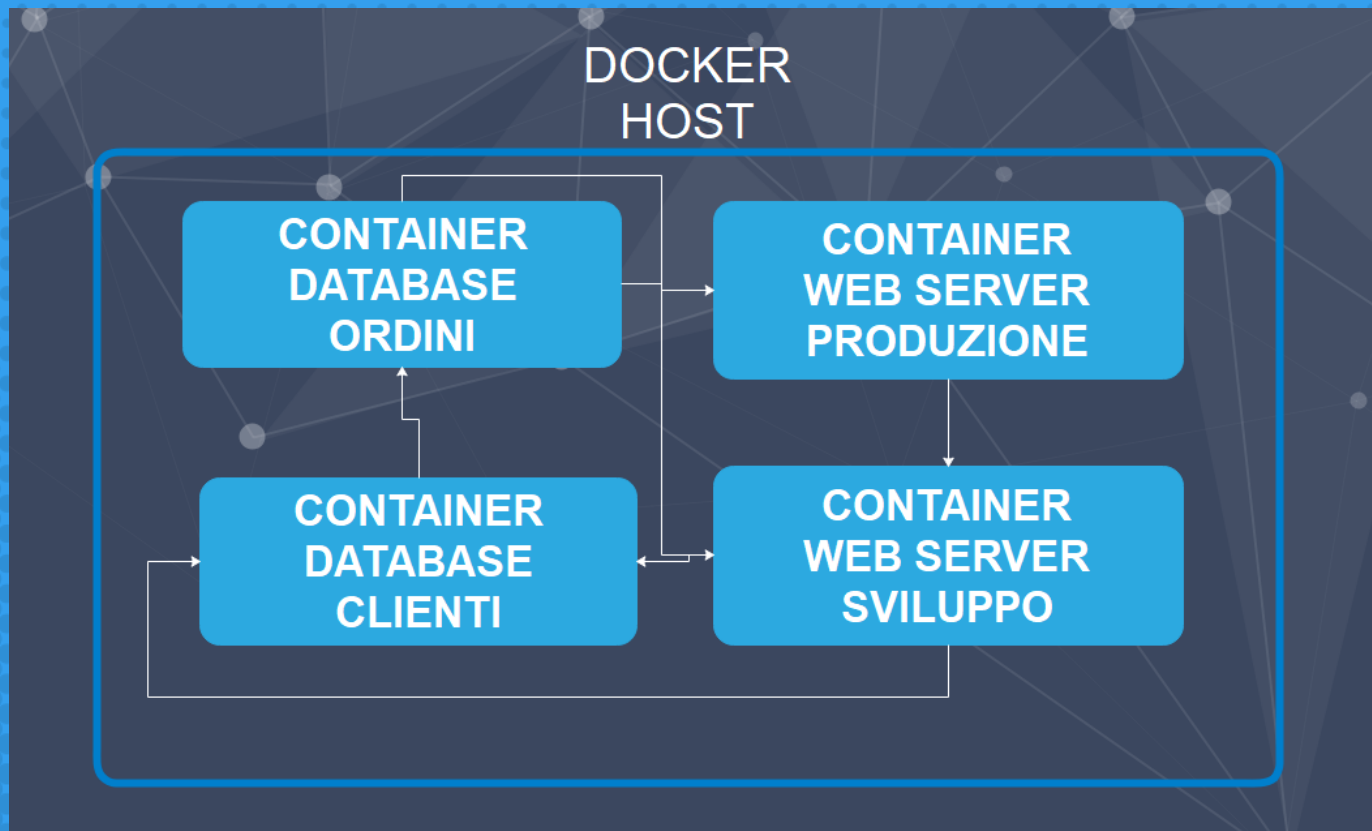 DOCKER
HOST
CONTAINER
DATABASE
ORDINI
CONTAINER
WEB SERVER
PRODUZIONE
CONTAINER
DATABASE
CLIENTI
CONTAINER
WEB SERVER
SVILUPPO